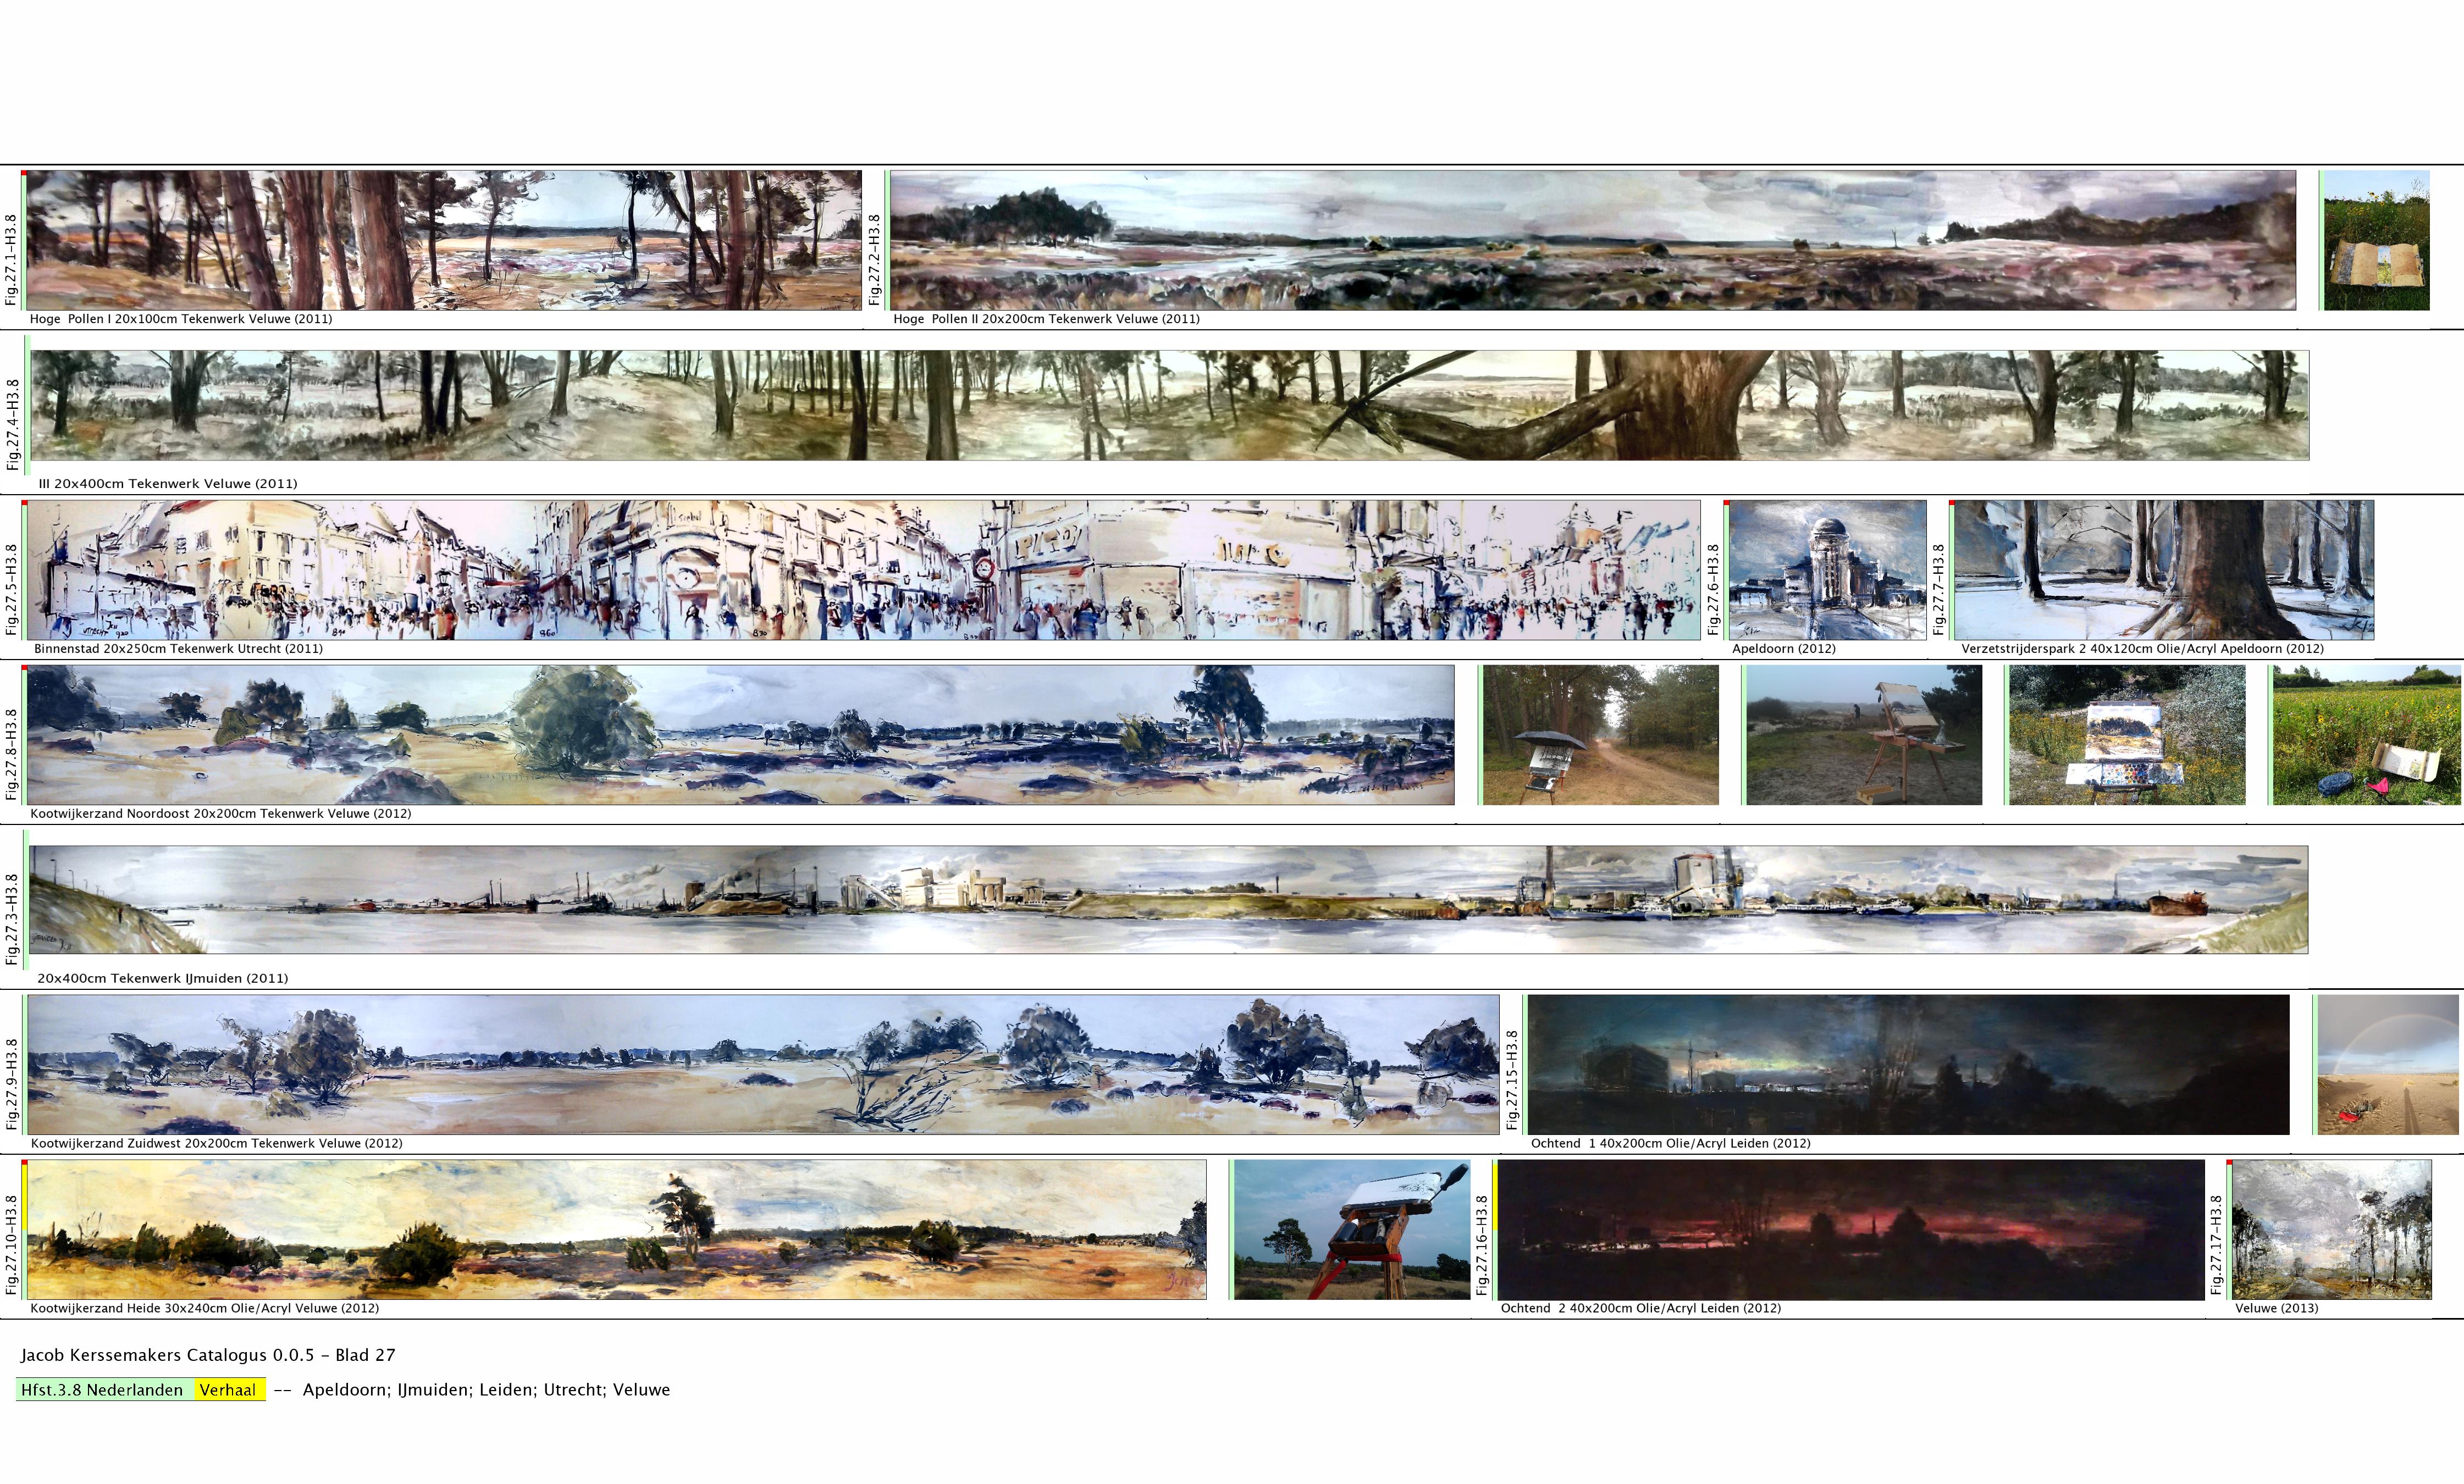 Fig.27.1-H3.8
Hoge Pollen I 20x100cm Tekenwerk Veluwe (2011)
Fig.27.2-H3.8
Hoge Pollen II 20x200cm Tekenwerk Veluwe (2011)
Fig.27.4-H3.8
III 20x400cm Tekenwerk Veluwe (2011)
Fig.27.5-H3.8
UTRECHT
Binnenstad 20x250cm Tekenwerk Utrecht (2011)
Fig.27.6-H3.8
Apeldoorn (2012)
Fig.27.7-H3.8
Verzetstrijderspark 2 40x120cm Olie/Acryl Apeldoorn (2012)
Fig.27.8-H3.8
Kootwijkerzand Noordoost 20x200cm Tekenwerk Veluwe (2012)
Fig.27.3-H3.8
20x400cm Tekenwerk IJmuiden (2011)
Fig.27.9-H3.8
Kootwijkerzand Zuidwest 20x200cm Tekenwerk Veluwe (2012)
Fig.27.15-H3.8
Ochtend 1 40x200cm Olie/Acryl Leiden (2012)
Fig.27.10-H3.8
Kootwijkerzand Heide 30x240cm Olie/Acryl Veluwe (2012)
Fig.27.16-H3.8
Ochtend 2 40x200cm Olie/Acryl Leiden (2012)
Fig.27.17-H3.8
Veluwe (2013)
Jacob Kerssemakers Catalogus 0.0.5 - Blad 27
Hfst.3.8 Nederlanden Verhaal -- Apeldoorn; IJmuiden; Leiden; Utrecht; Veluwe